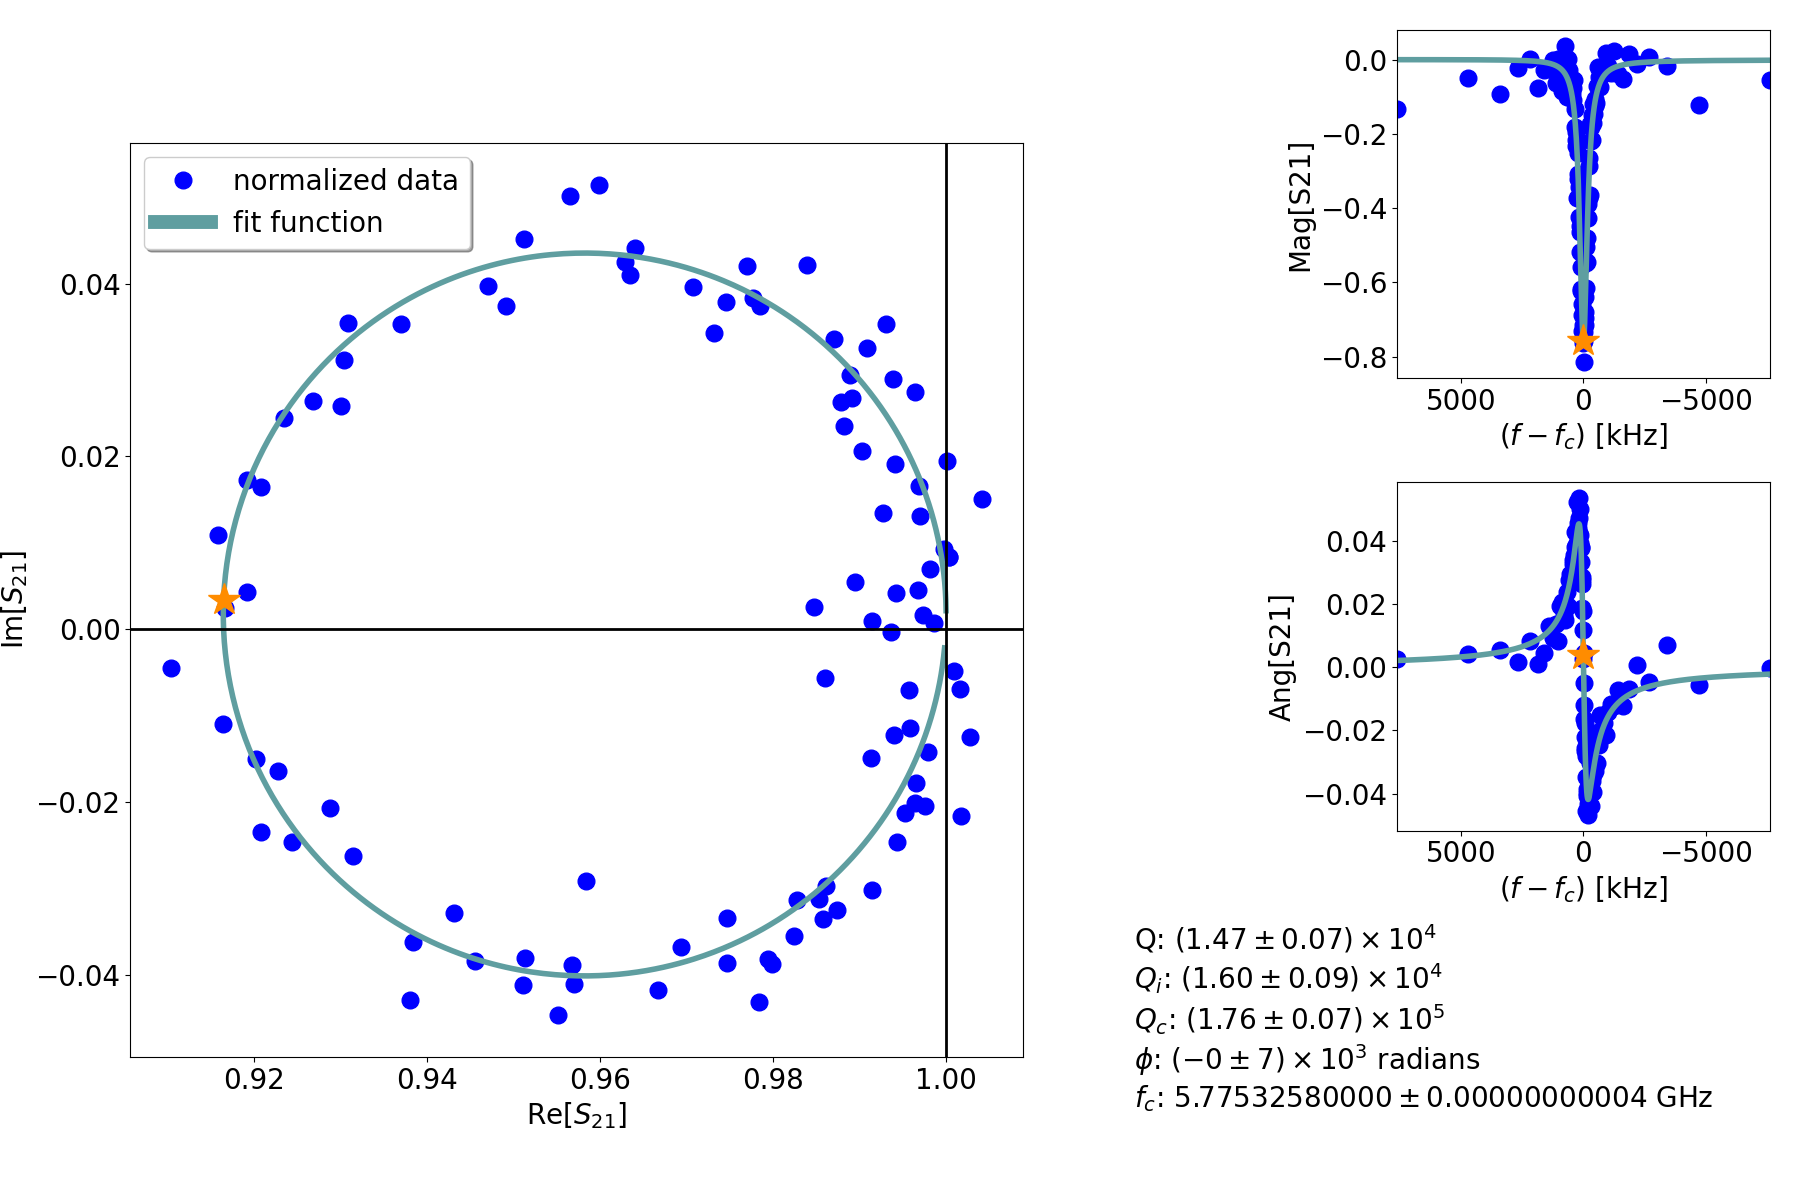 normalized data
fit function
0.04
0.02
0.00
−0.02
−0.04
Im[S21]
0.92 0.94 0.96 0.98 1.00
Re[S21]
0.0
−0.2
−0.4
−0.6
−0.8
Mag[S21]
5000 0 −5000
(f − fc) [kHz]
0.04
0.02
0.00
−0.02
−0.04
Ang[S21]
5000 0 −5000
(f − fc) [kHz]
Q: (1.47 ± 0.07) × 10^4
Qi: (1.60 ± 0.09) × 10^4
Qc: (1.76 ± 0.07) × 10^5
ϕ: (−0 ± 7) × 10^3 radians
fc: 5.77532580000 ± 0.00000000004 GHz